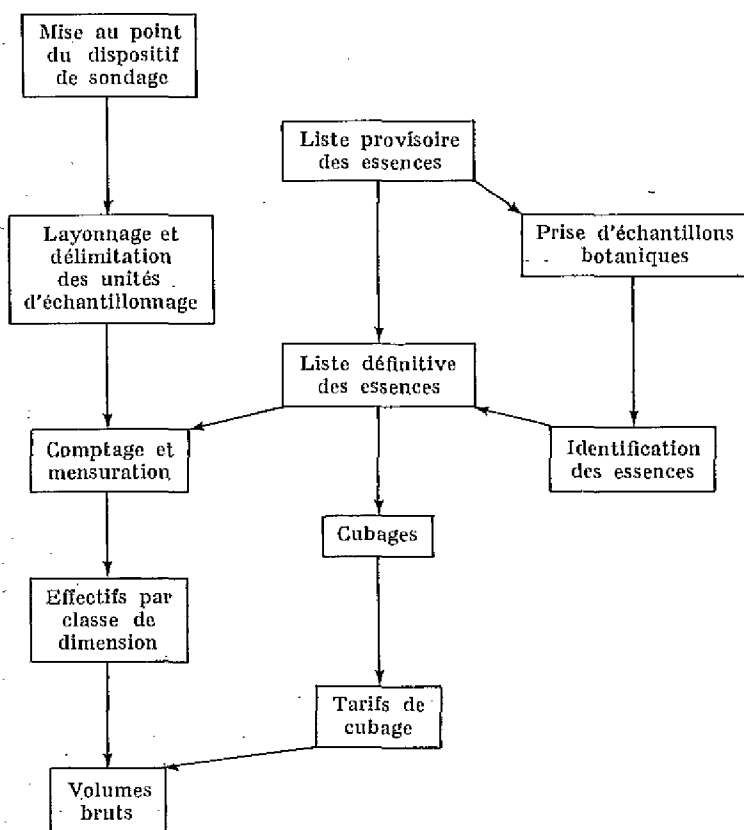 Mise au point
du dispositif
de sondage
Liste provisoire
des essences
Layonnage et
délimitation
des unités
d'échantillonnage
Prise d'échantillons
botaniques
Liste définitive
des essences
Comptage et
mensuration
Identification
des essences
Cubages
Effectifs par
classe de
dimension
Tarifs de
cubage
Volumes
bruts